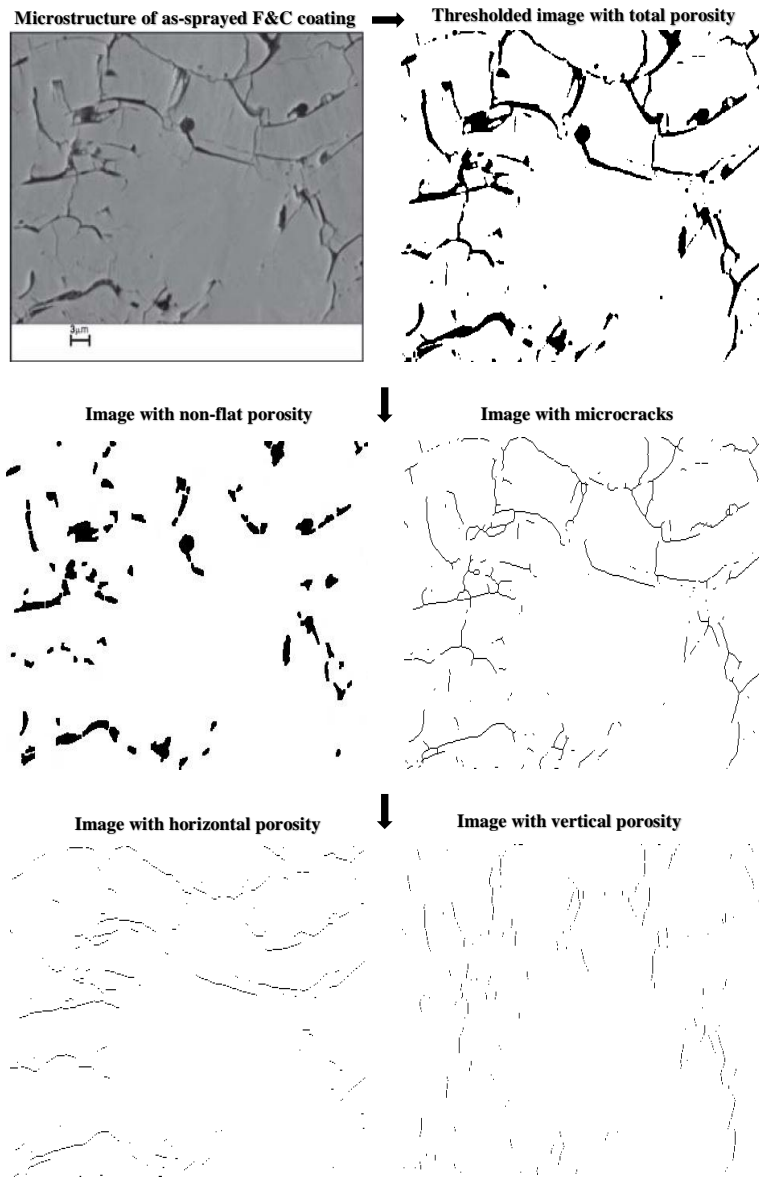 Microstructure of as-sprayed F&C coating
Thresholded image with total porosity
3μm
Image with non-flat porosity
Image with microcracks
Image with horizontal porosity
Image with vertical porosity